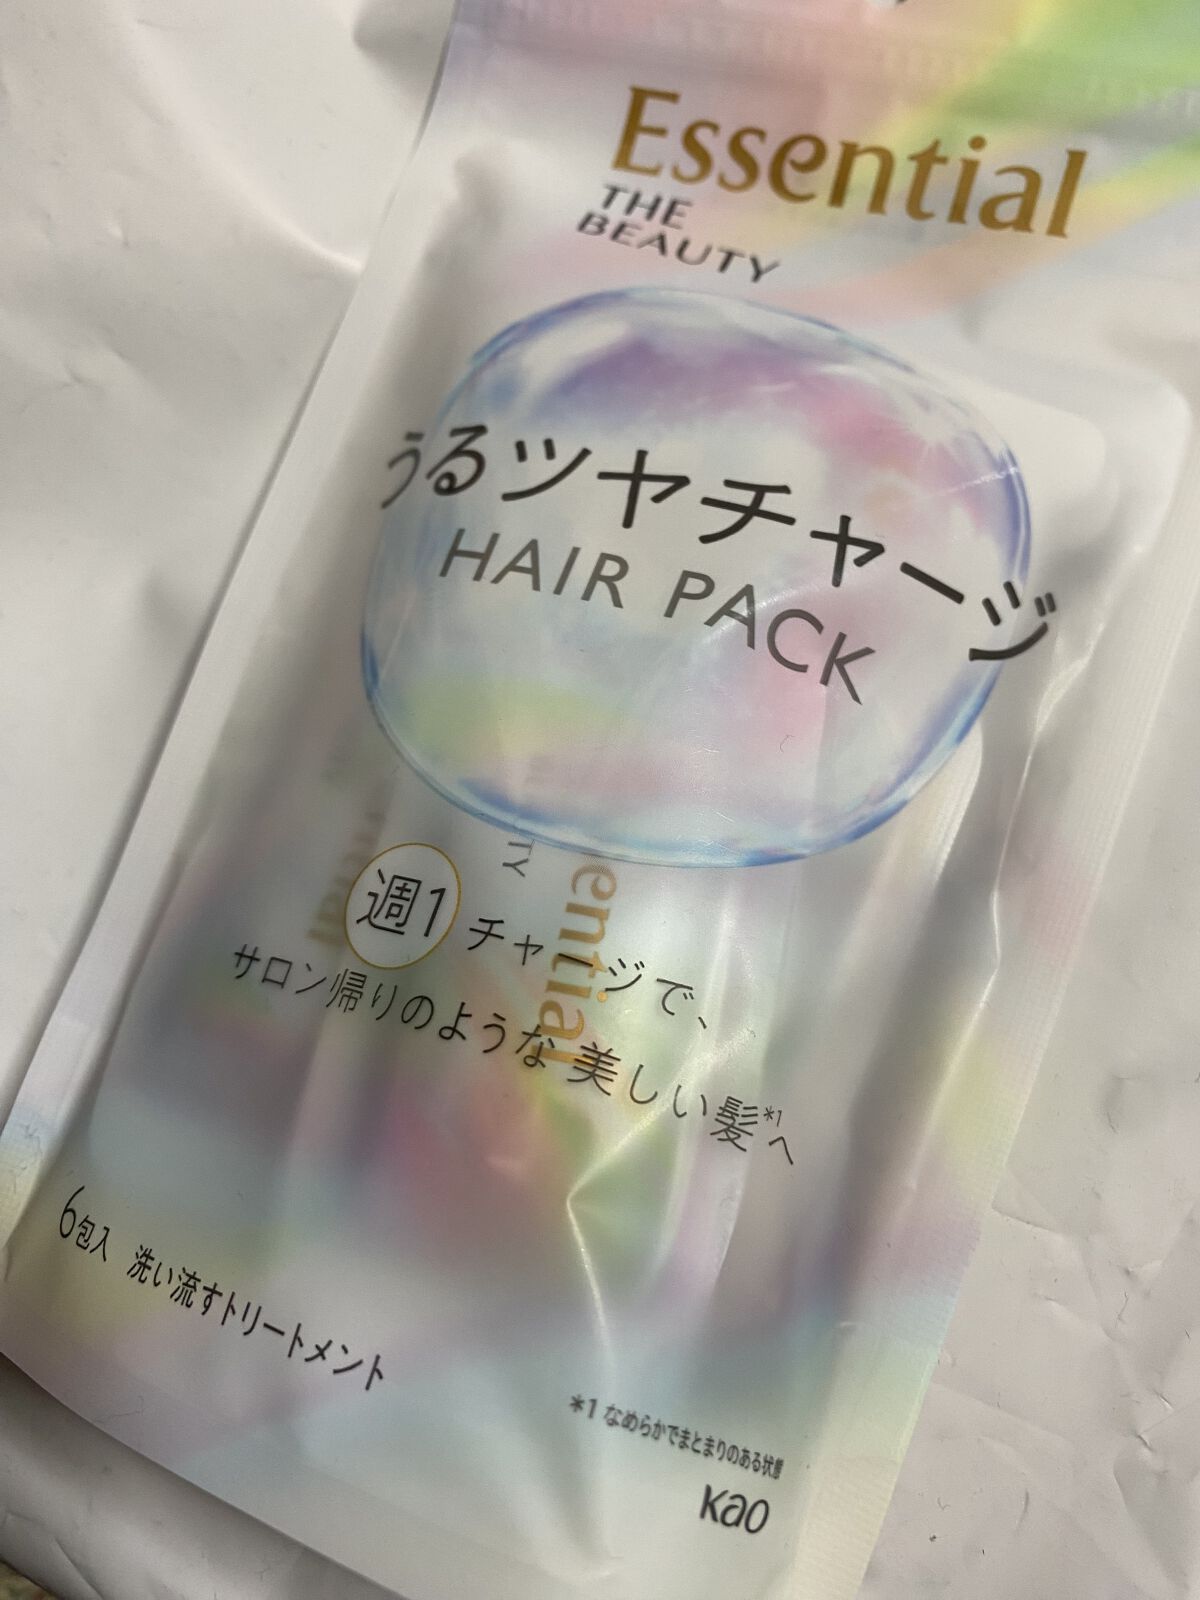 Essential
THE
BEAUTY
うるツヤチャージ
HAIR PACK
週1 チャージで、
サロン帰りのような 美しい髪*1へ
6包入 洗い流すトリートメント
*1 なめらかでまとまりのある状態
Kao
ential
TY
ential